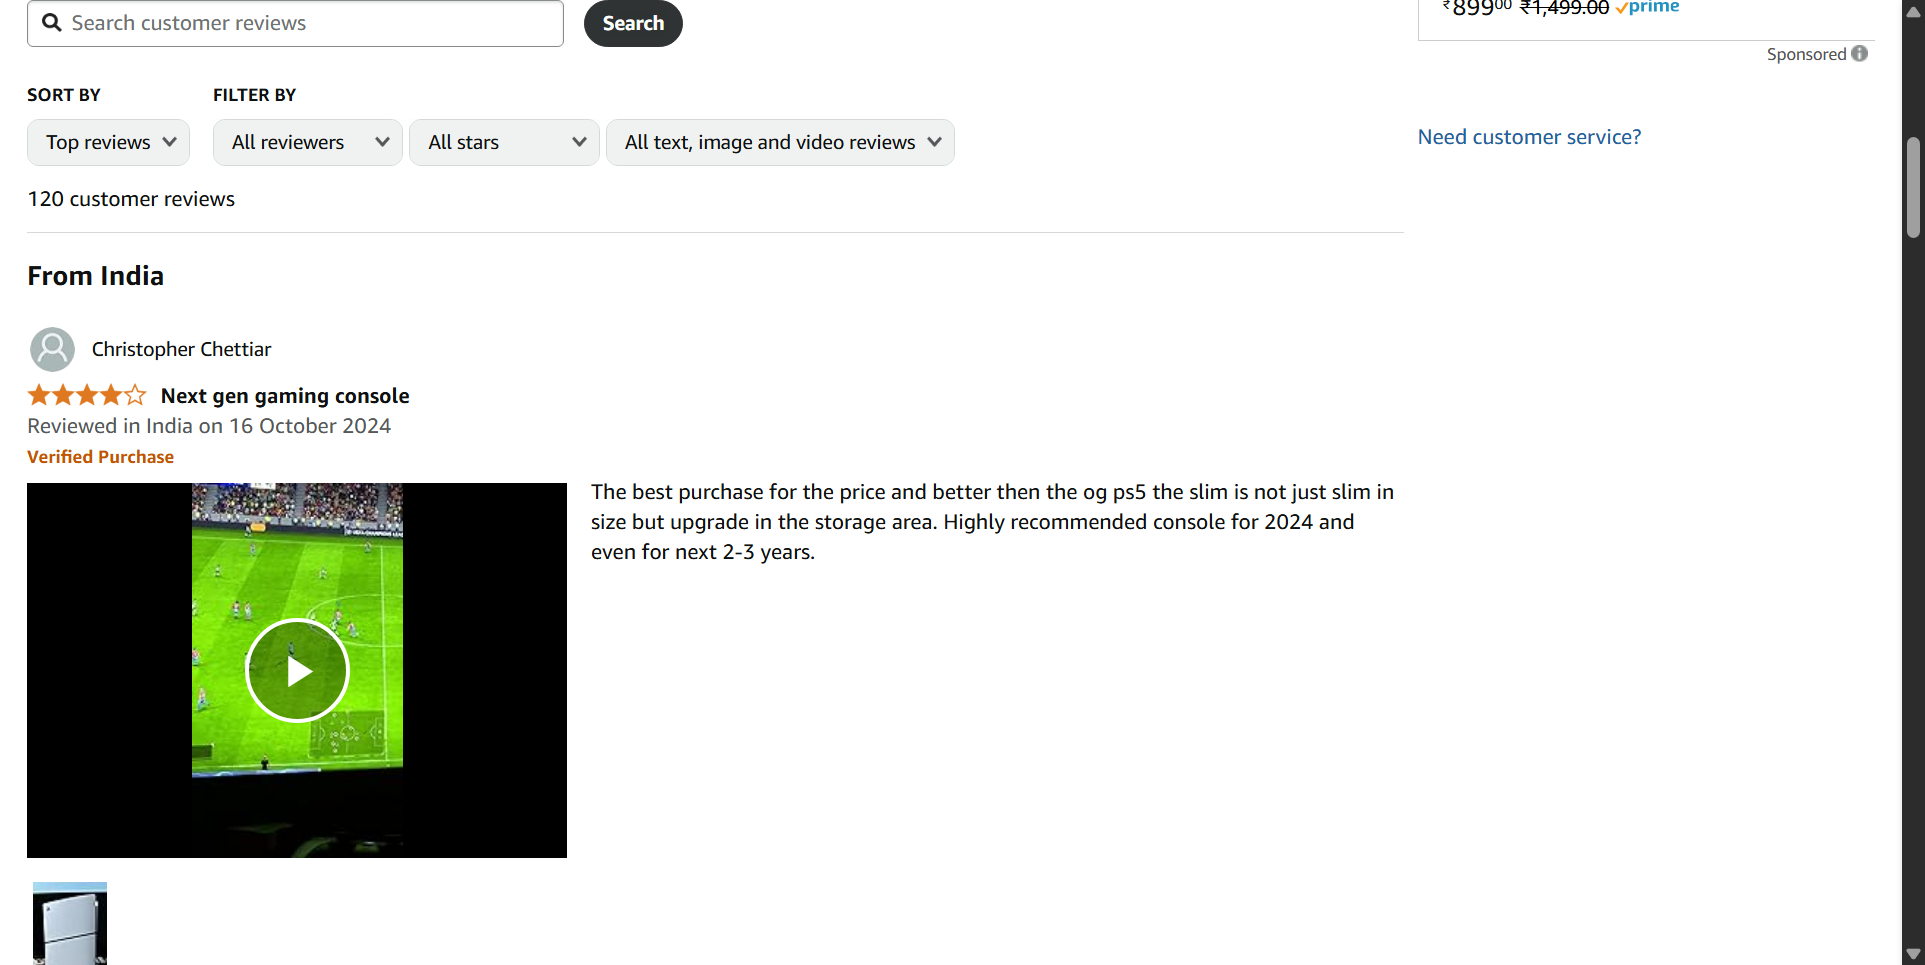 Search customer reviews
Search
₹89900 ₹1,499.00 prime
Sponsored
SORT BY
FILTER BY
Top reviews
All reviewers
All stars
All text, image and video reviews
Need customer service?
120 customer reviews
From India
Christopher Chettiar
Next gen gaming console
Reviewed in India on 16 October 2024
Verified Purchase
The best purchase for the price and better then the og ps5 the slim is not just slim in
size but upgrade in the storage area. Highly recommended console for 2024 and
even for next 2-3 years.